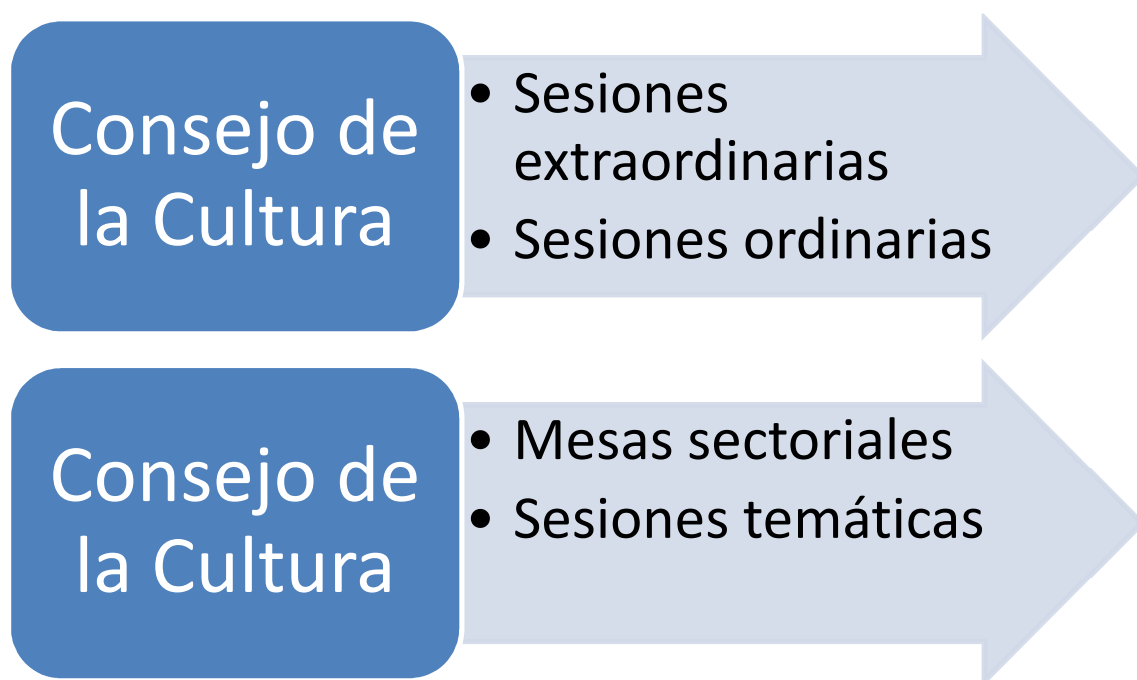 Consejo de
la Cultura
• Sesiones
extraordinarias
• Sesiones ordinarias
Consejo de
la Cultura
• Mesas sectoriales
• Sesiones temáticas